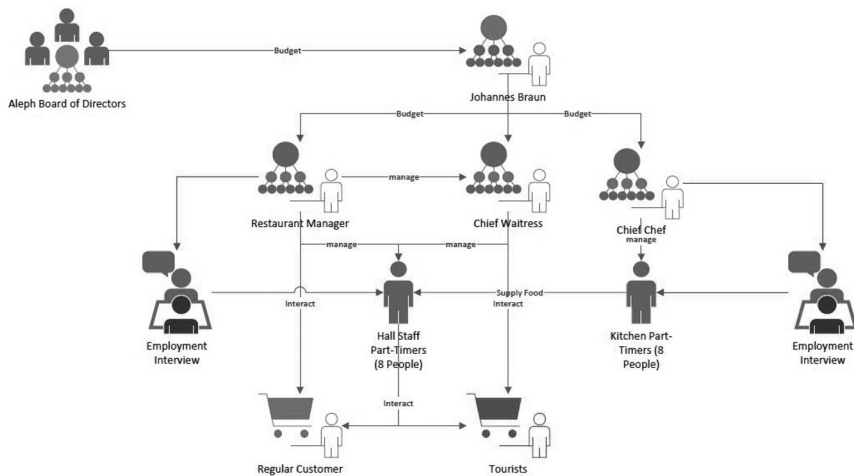 Budget
Aleph Board of Directors
Johannes Braun
Budget
Budget
manage
Restaurant Manager
Chief Waitress
Chief Chef
manage
manage
manage
Interact
Supply Food
Interact
Employment
Interview
Hall Staff
Part-Timers
(8 People)
Kitchen Part-
Timers (8
People)
Employment
Interview
Interact
Regular Customer
Tourists